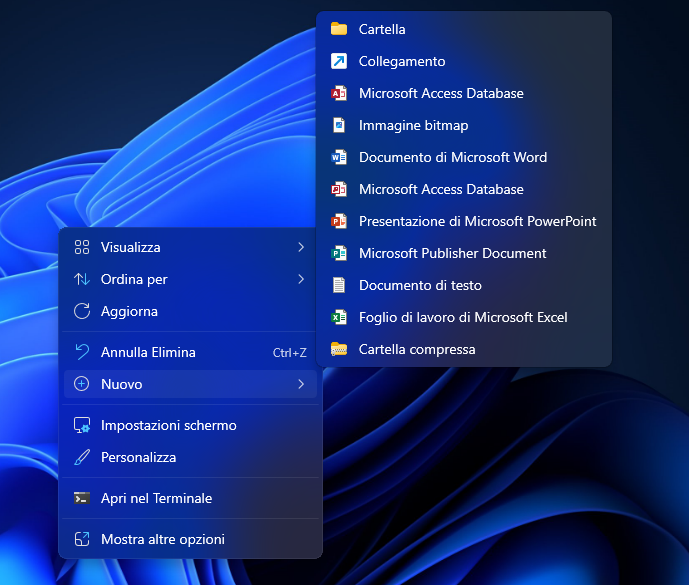 Cartella
Collegamento
Microsoft Access Database
Immagine bitmap
Documento di Microsoft Word
Microsoft Access Database
Presentazione di Microsoft PowerPoint
Microsoft Publisher Document
Documento di testo
Foglio di lavoro di Microsoft Excel
Cartella compressa
Visualizza
Ordina per
Aggiorna
Annulla Elimina Ctrl+Z
Nuovo
Impostazioni schermo
Personalizza
Apri nel Terminale
Mostra altre opzioni